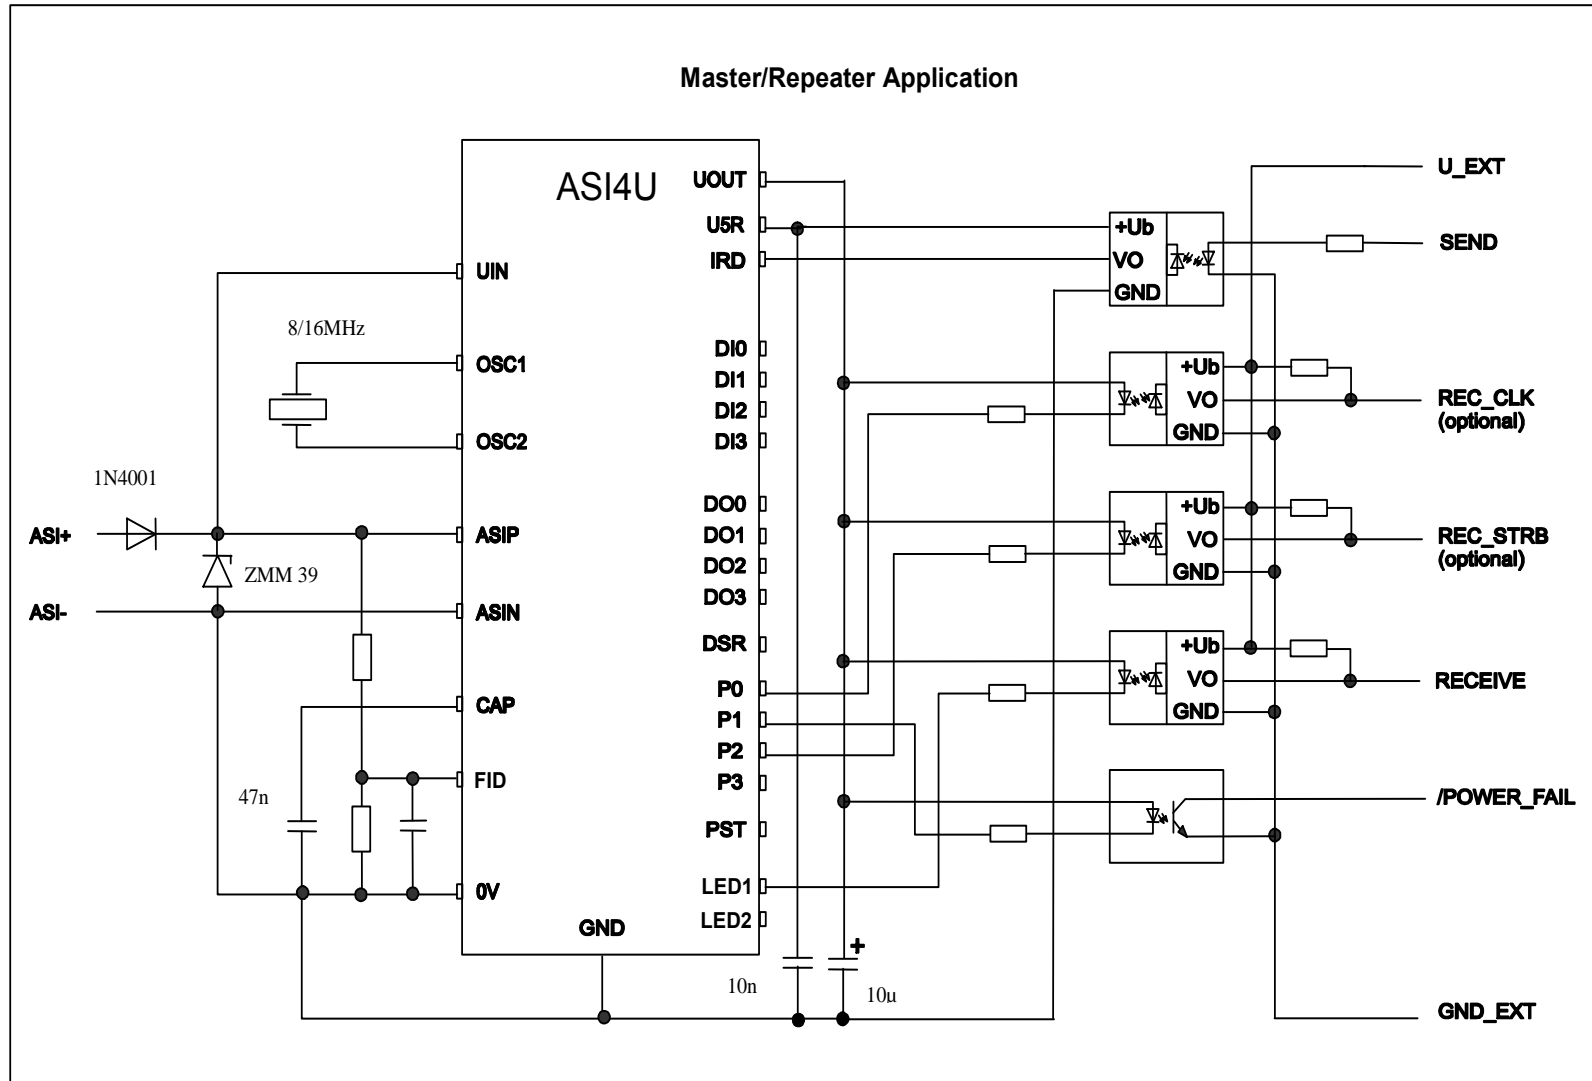 Master/Repeater Application
ASI4U
UOUT
U5R
IRD
UIN
8/16MHz
OSC1
OSC2
1N4001
ASI+
ASIP
ZMM 39
ASI-
ASIN
CAP
FID
47n
0V
GND
DI0
DI1
DI2
DI3
DO0
DO1
DO2
DO3
DSR
P0
P1
P2
P3
PST
LED1
LED2
10n
+
10µ
+Ub
VO
GND
+Ub
VO
GND
+Ub
VO
GND
+Ub
VO
GND
U_EXT
SEND
REC_CLK
(optional)
REC_STRB
(optional)
RECEIVE
/POWER_FAIL
GND_EXT